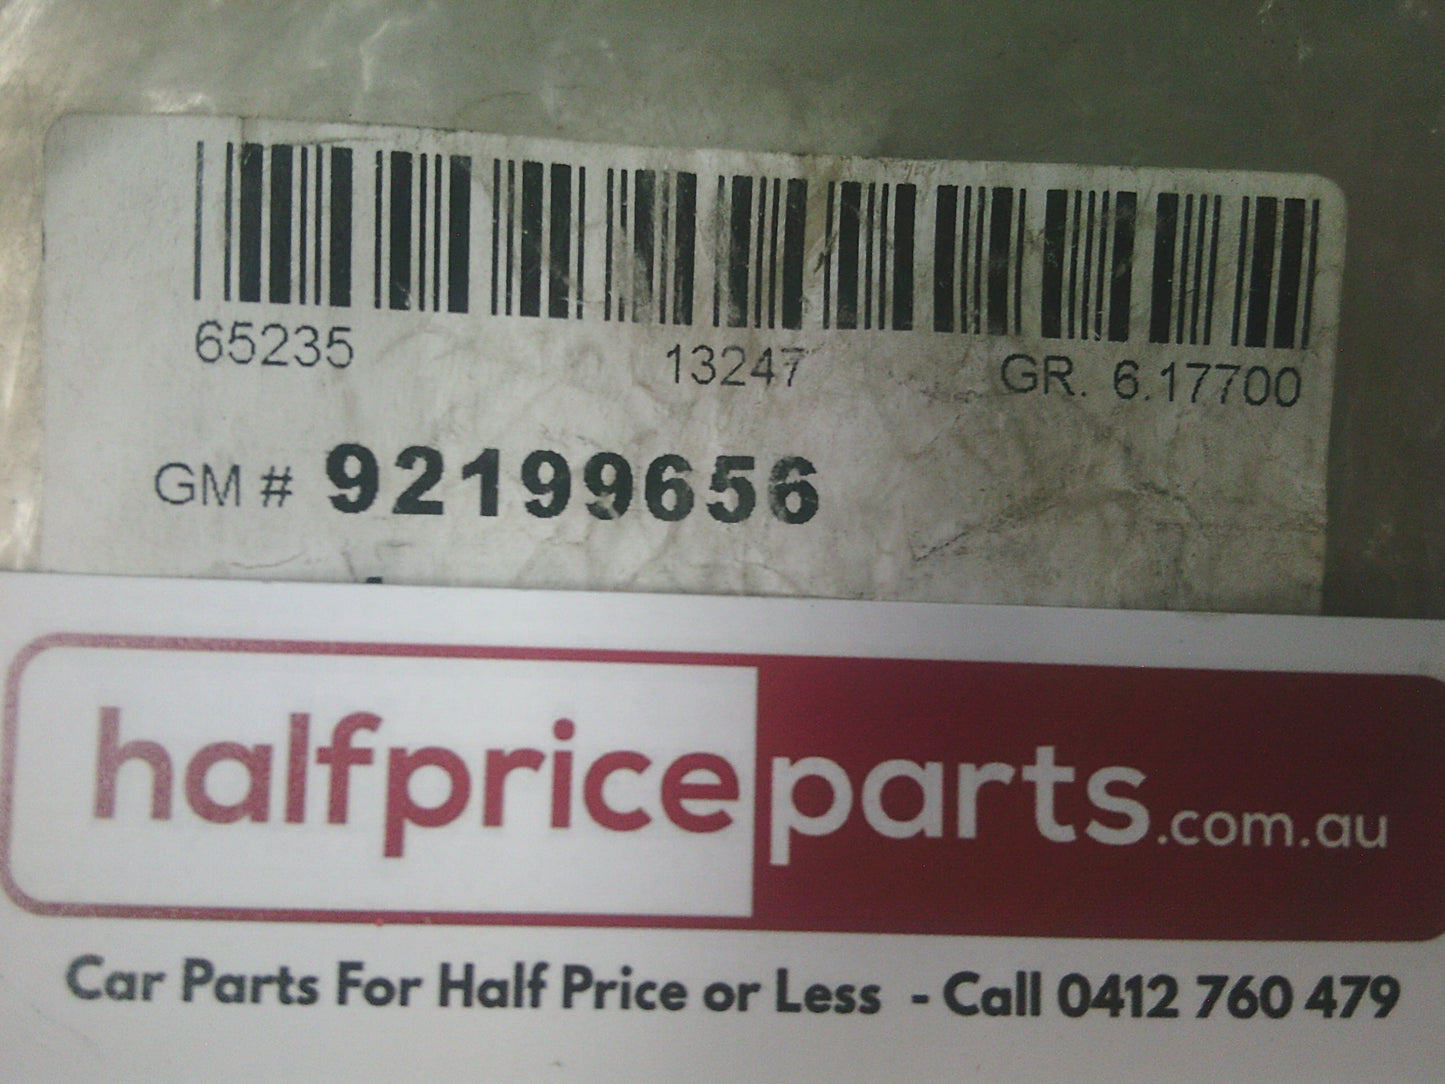 65235 13247 GR. 6.17700
GM # 92199656
halfpriceparts.com.au
Car Parts For Half Price or Less - Call 0412 760 479